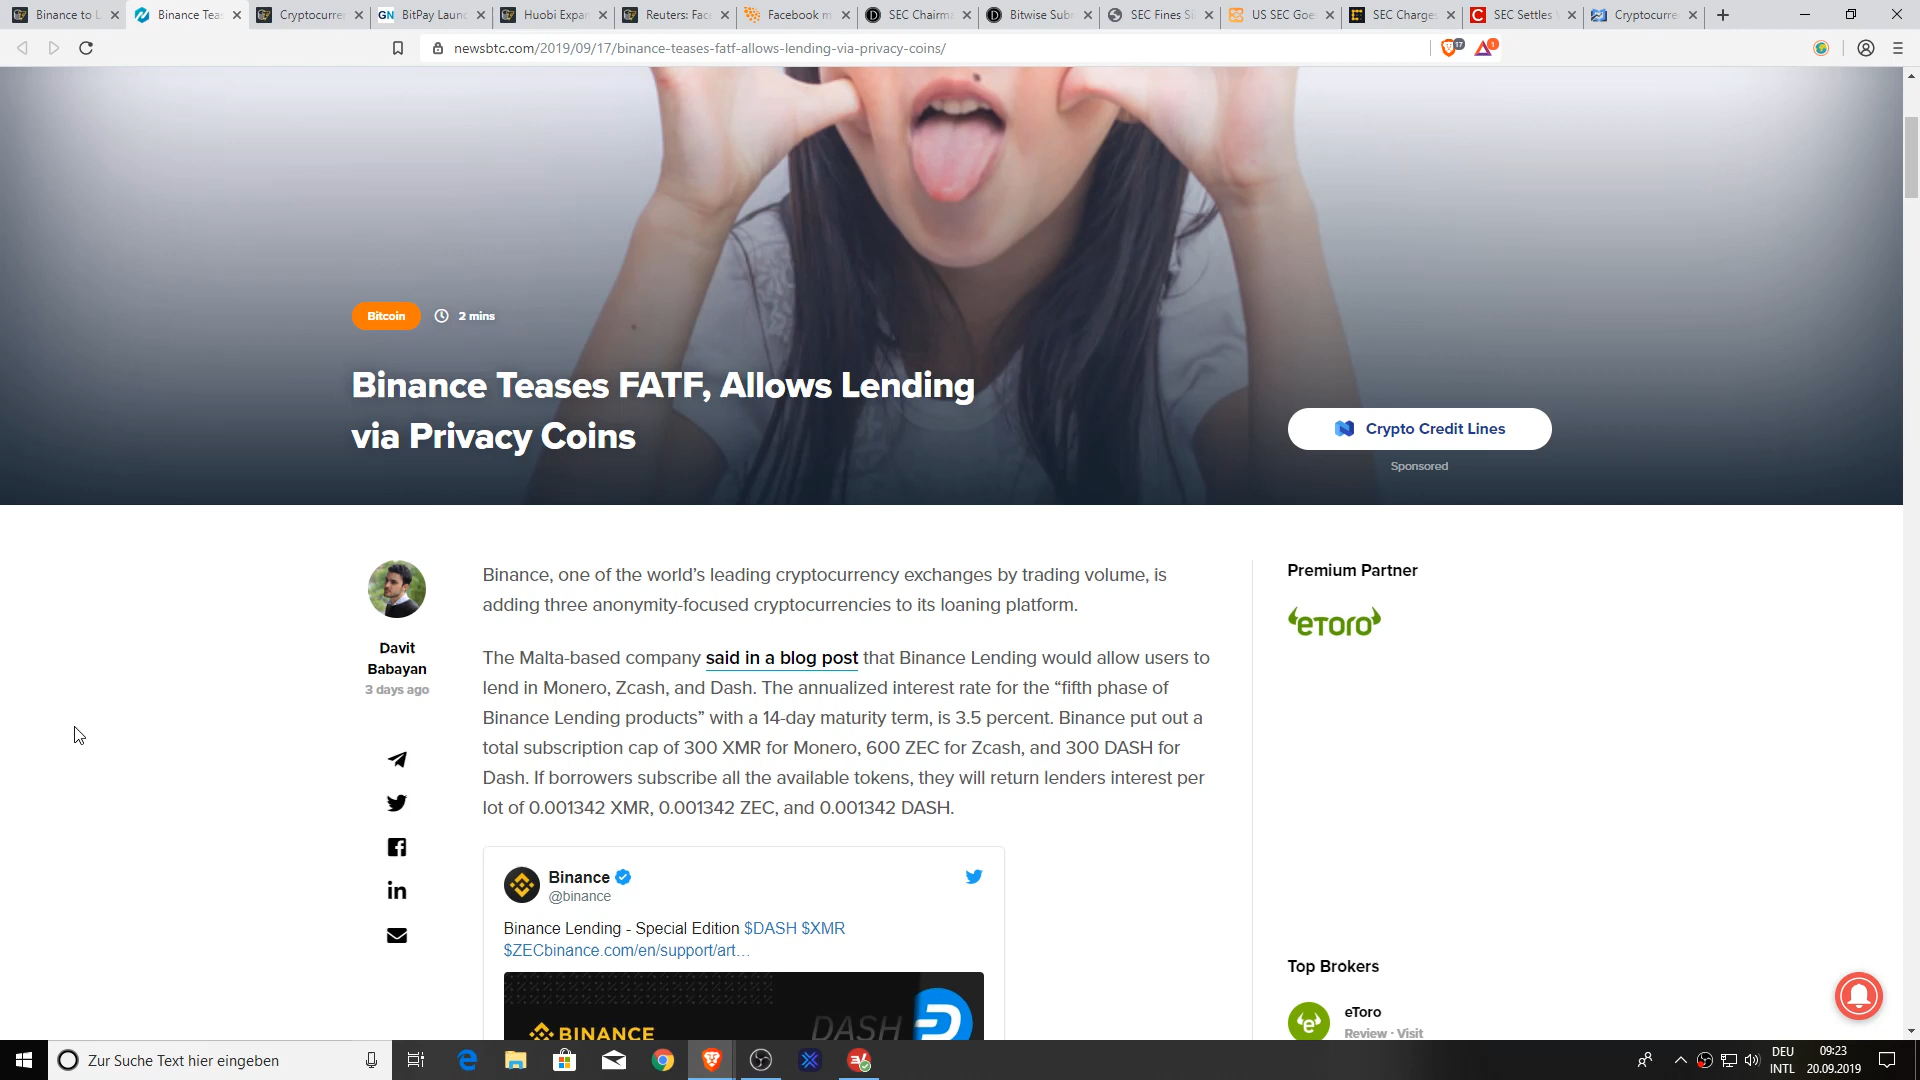 Binance to L
Binance Teas
Cryptocurre
GN BitPay Launc
Huobi Expan
Reuters: Face
Facebook m
D SEC Chairma
D Bitwise Subm
SEC Fines Si
US SEC Goes
SEC Charges
C SEC Settles
Cryptocurre
newsbtc.com/2019/09/17/binance-teases-fatf-allows-lending-via-privacy-coins/
17
1
Bitcoin
2 mins
Binance Teases FATF, Allows Lending
via Privacy Coins
Crypto Credit Lines
Sponsored
Davit
Babayan
3 days ago
Binance, one of the world’s leading cryptocurrency exchanges by trading volume, is
adding three anonymity-focused cryptocurrencies to its loaning platform.
The Malta-based company said in a blog post that Binance Lending would allow users to
lend in Monero, Zcash, and Dash. The annualized interest rate for the “fifth phase of
Binance Lending products” with a 14-day maturity term, is 3.5 percent. Binance put out a
total subscription cap of 300 XMR for Monero, 600 ZEC for Zcash, and 300 DASH for
Dash. If borrowers subscribe all the available tokens, they will return lenders interest per
lot of 0.001342 XMR, 0.001342 ZEC, and 0.001342 DASH.
Binance
@binance
Binance Lending - Special Edition $DASH $XMR
$ZECbinance.com/en/support/art…
BINANCE
DASH
Premium Partner
eToro
Top Brokers
eToro
Review · Visit
Zur Suche Text hier eingeben
DEU
INTL
09:23
20.09.2019